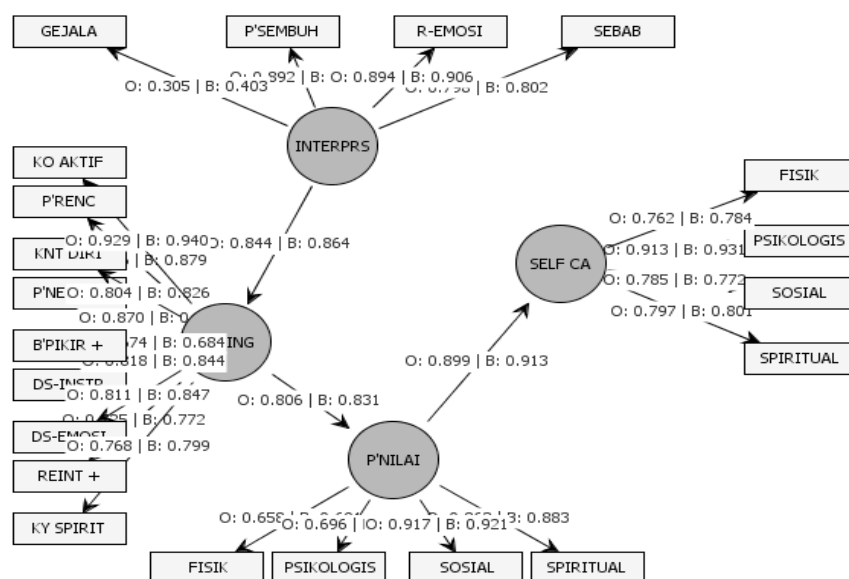 GEJALA
P'SEMBUH
R-EMOSI
SEBAB
O: 0.305 | B: 0.403
O: 0.894 | B: 0.906
B: 0.802
INTERPRS
KO AKTIF
P'RENC
KNT DIRI
B'PIKIR +
DS-EMOSI
REINT +
KY SPIRIT
O: 0.929 | B: 0.940
0.879
O: 0.804 | B: 0.826
O: 0.870 | B:
B: 0.684
B: 0.844
O: 0.811 | B: 0.847
B: 0.772
O: 0.768 | B: 0.799
O: 0.844 | B: 0.864
O: 0.806 | B: 0.831
O: 0.899 | B: 0.913
SELF CA
FISIK
PSIKOLOGIS
SOSIAL
SPIRITUAL
O: 0.762 | B: 0.784
O: 0.913 | B: 0.931
O: 0.785 | B: 0.772
O: 0.797 | B: 0.801
P'NILAI
O: 0.696
O: 0.917 | B: 0.921
0.883
FISIK
PSIKOLOGIS
SOSIAL
SPIRITUAL